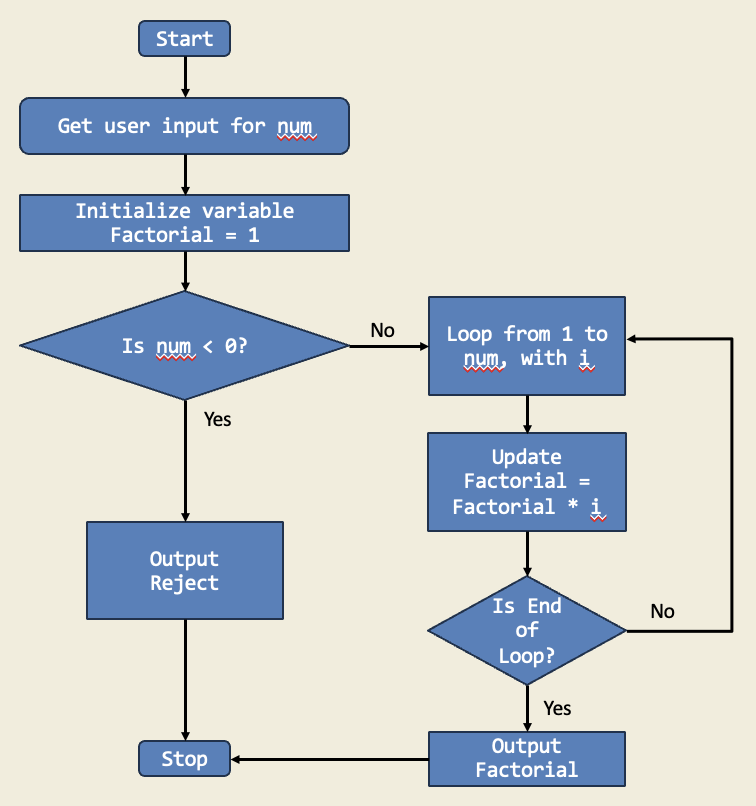 Start
Get user input for num
Initialize variable
Factorial = 1
Is num < 0?
No
Loop from 1 to
num, with i
Yes
Update
Factorial =
Factorial * i
Output
Reject
Is End
of
Loop?
No
Yes
Output
Factorial
Stop